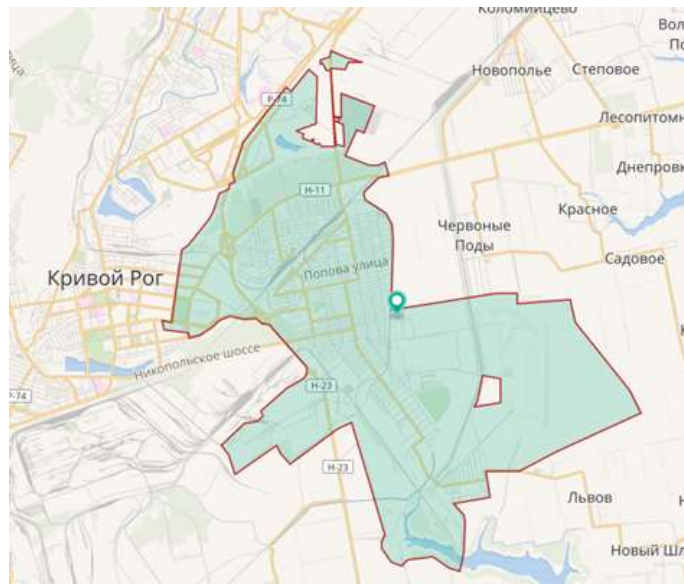 Коломийцево
Новополье
Степовое
Р-74
Лесопитомн
Днепровк
Н-11
Красное
Червоные
Поды
Садовое
Попова улица
Кривой Рог
Никопольское шоссе
Н-23
Р-74
Н-23
Львов
Новый Шл